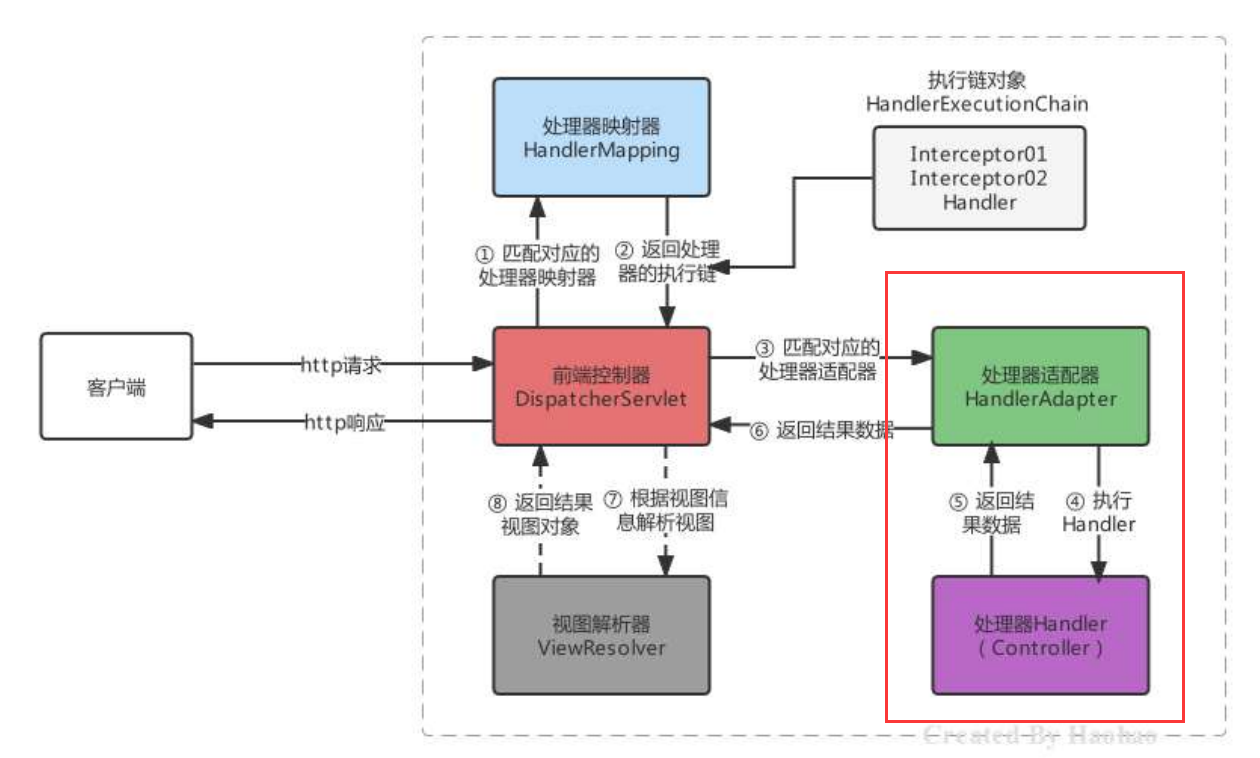 执行链对象
HandlerExecutionChain
处理器映射器
HandlerMapping
Interceptor01
Interceptor02
Handler
① 匹配对应的
处理器映射器
② 返回处理
器的执行链
客户端
http请求
http响应
前端控制器
DispatcherServlet
③ 匹配对应的
处理器适配器
⑥ 返回结果数据
处理器适配器
HandlerAdapter
⑧ 返回结果
视图对象
⑦ 根据视图信
息解析视图
⑤ 返回结
果数据
④ 执行
Handler
视图解析器
ViewResolver
处理器Handler
( Controller )
Created By Haohao